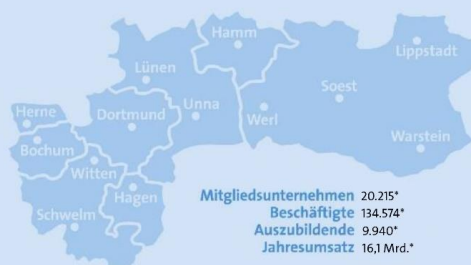 Hamm
Lippstadt
Lünen
Soest
Herne
Dortmund
Unna
Werl
Bochum
Warstein
Witten
Hagen
Schwelm
Mitgliedsunternehmen 20.215*
Beschäftigte 134.574*
Auszubildende 9.940*
Jahresumsatz 16,1 Mrd.*